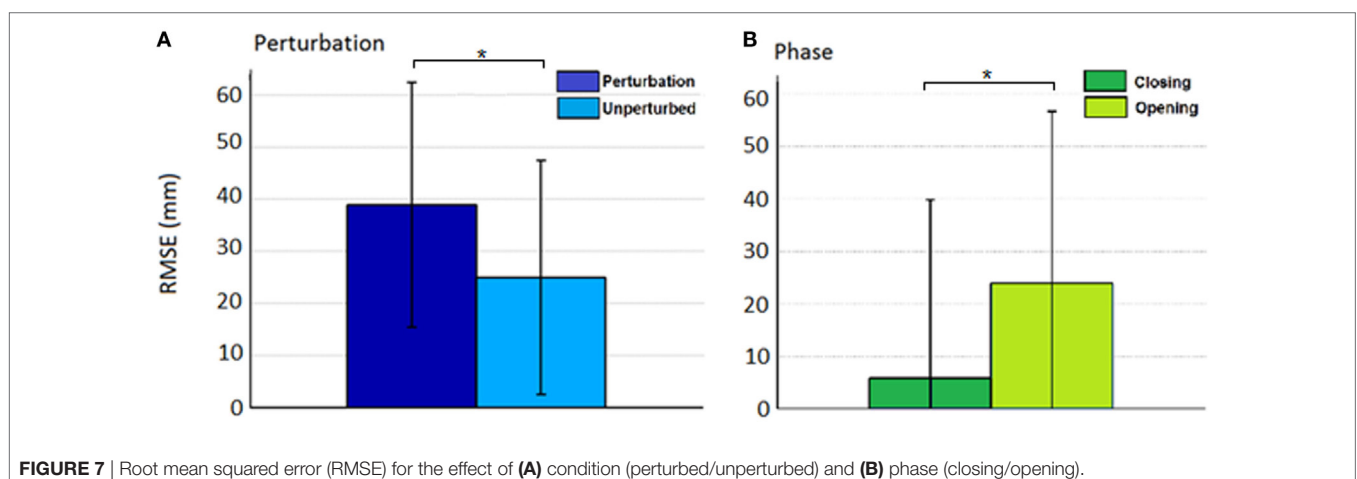 A
Perturbation
*
Perturbation
Unperturbed
60
50
40
30
20
10
0
RMSE (mm)
B
Phase
*
Closing
Opening
60
50
40
30
20
10
0
FIGURE 7 | Root mean squared error (RMSE) for the effect of (A) condition (perturbed/unperturbed) and (B) phase (closing/opening).